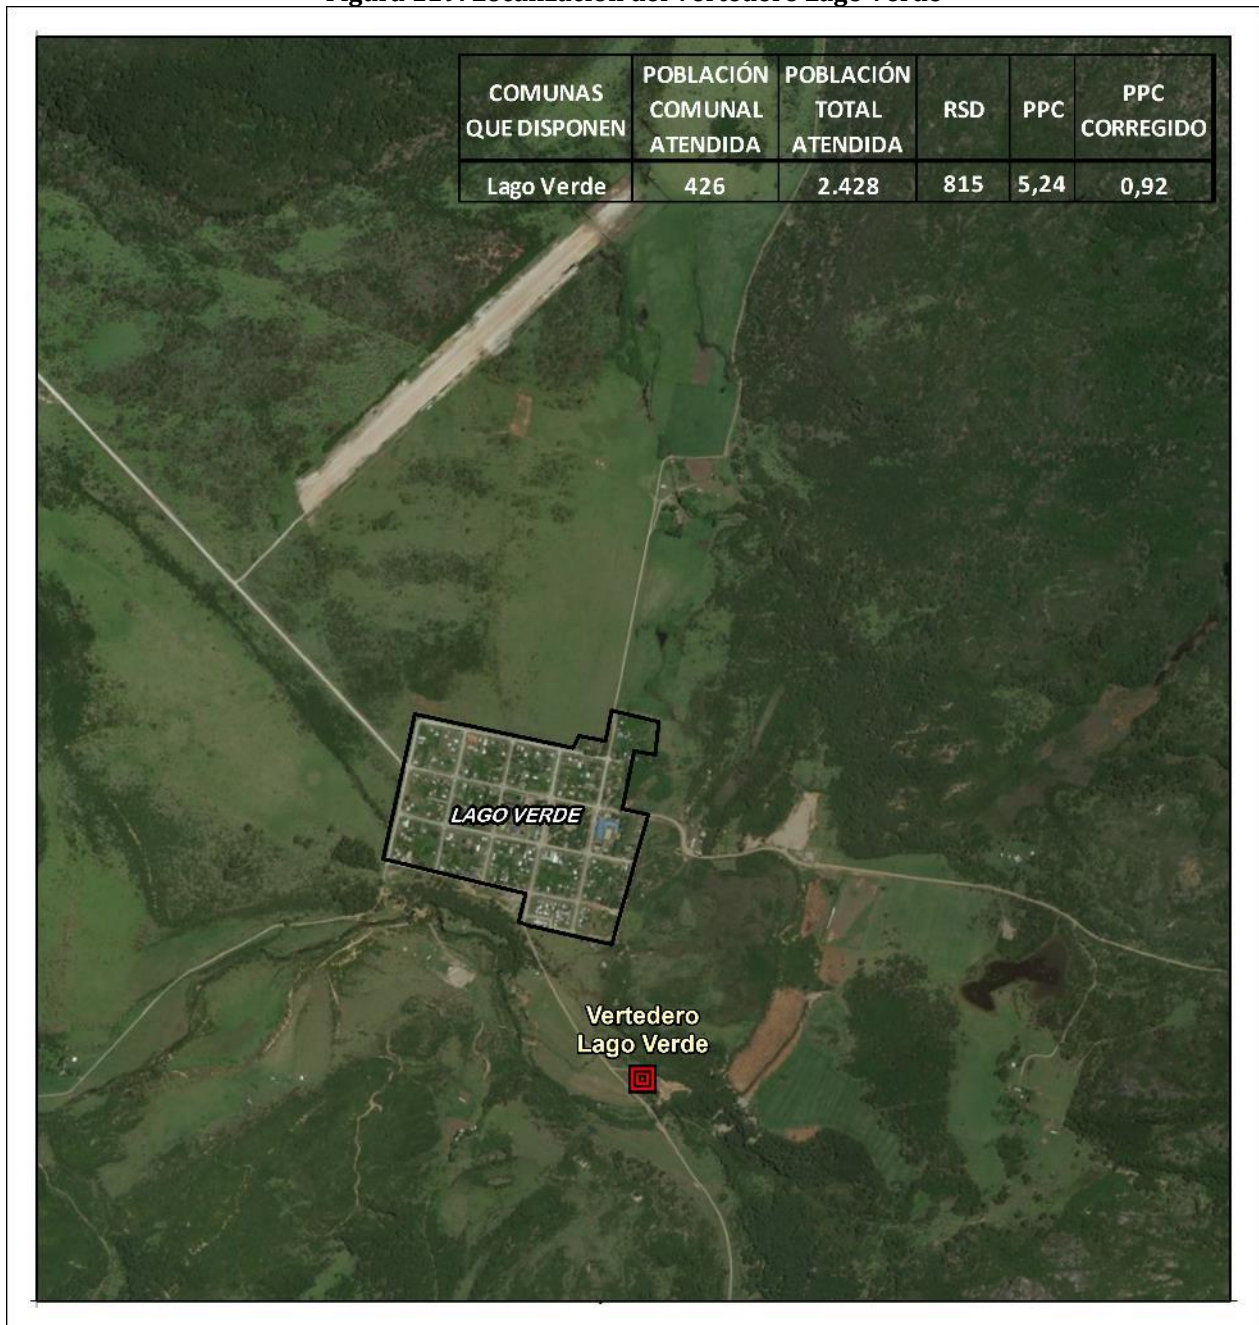 COMUNAS QUE DISPONEN | POBLACIÓN COMUNAL ATENDIDA | POBLACIÓN TOTAL ATENDIDA | RSD | PPC | PPC CORREGIDO
Lago Verde | 426 | 2.428 | 815 | 5,24 | 0,92
LAGO VERDE
Vertedero
Lago Verde